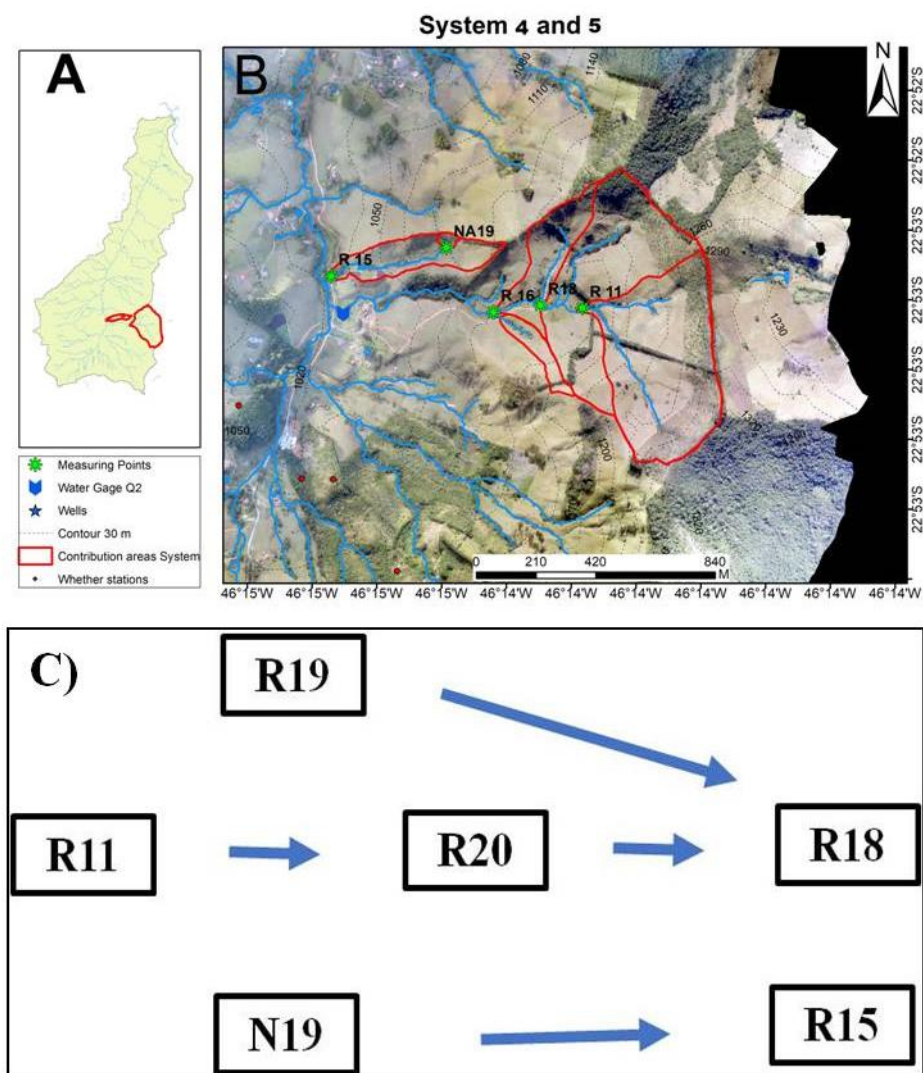 System 4 and 5
A
B
N
1080
1110
1140
1050
1280
1290
NA19
R 15
R 16
R18
R 11
1230
1020
1050
1200
1320
1300
0 210 420 840
M
22°52'S
22°52'S
22°53'S
22°53'S
22°53'S
22°53'S
22°53'S
46°15'W 46°15'W 46°15'W 46°15'W 46°14'W 46°14'W 46°14'W 46°14'W 46°14'W 46°14'W 46°14'W
Measuring Points
Water Gage Q2
Wells
Contour 30 m
Contribution areas System
Whether stations
C)
R19
R11
R20
R18
N19
R15